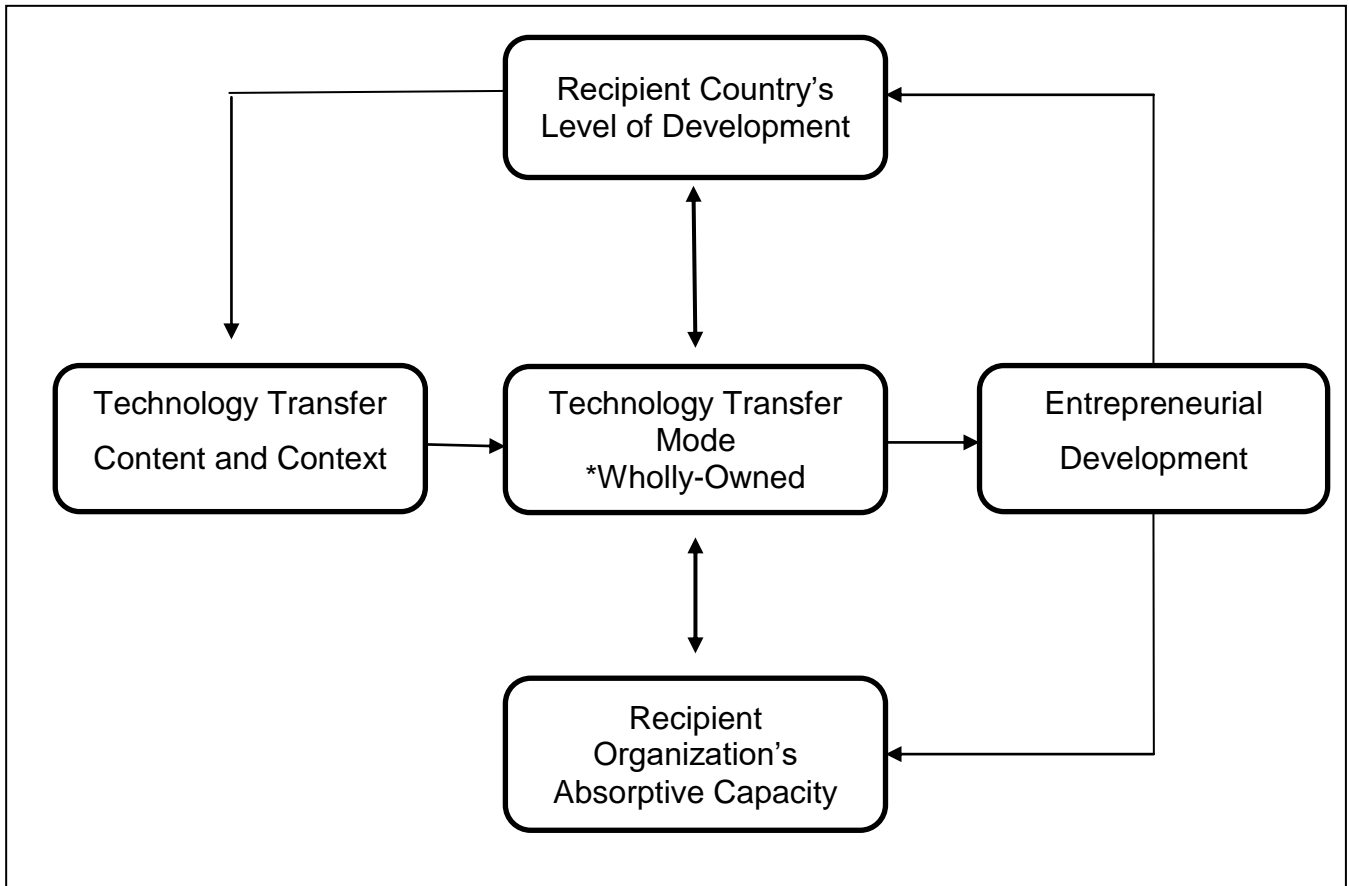 Recipient Country’s
Level of Development
Technology Transfer
Content and Context
Technology Transfer
Mode
*Wholly-Owned
Entrepreneurial
Development
Recipient
Organization’s
Absorptive Capacity